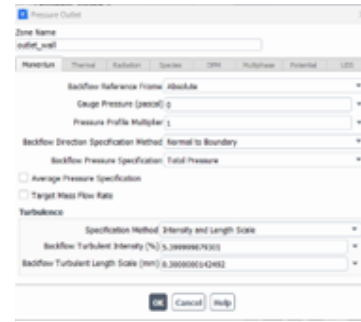 Pressure Outlet
Zone Name
outlet_wall
Momentum Thermal Radiation Species DPM Multiphase Potential UDS
Backflow Reference Frame Absolute
Gauge Pressure (pascal) 0
Pressure Profile Multiplier 1
Backflow Direction Specification Method Normal to Boundary
Backflow Pressure Specification Total Pressure
Average Pressure Specification
Target Mass Flow Rate
Turbulence
Specification Method Intensity and Length Scale
Backflow Turbulent Intensity (%)
Backflow Turbulent Length Scale (mm)
OK Cancel Help